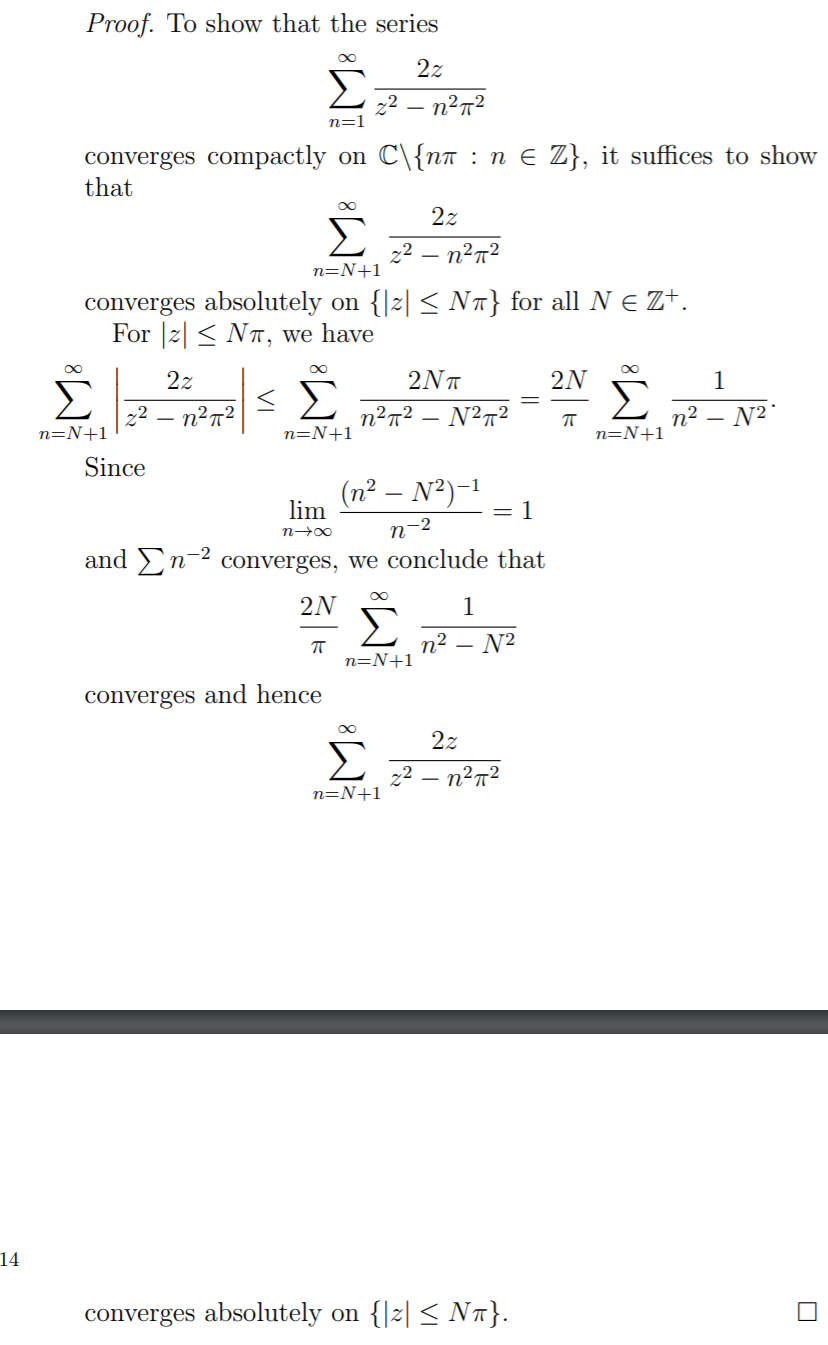 Proof. To show that the series
$$\sum_{n=1}^{\infty} \frac{2z}{z^2 - n^2\pi^2}$$
converges compactly on $\mathbb{C}\backslash\{n\pi : n \in \mathbb{Z}\}$, it suffices to show
that
$$\sum_{n=N+1}^{\infty} \frac{2z}{z^2 - n^2\pi^2}$$
converges absolutely on $\{|z| \leq N\pi\}$ for all $N \in \mathbb{Z}^+$.
For $|z| \leq N\pi$, we have
$$\sum_{n=N+1}^{\infty} \left| \frac{2z}{z^2 - n^2\pi^2} \right| \leq \sum_{n=N+1}^{\infty} \frac{2N\pi}{n^2\pi^2 - N^2\pi^2} = \frac{2N}{\pi} \sum_{n=N+1}^{\infty} \frac{1}{n^2 - N^2}.$$
Since
$$\lim_{n\to\infty} \frac{(n^2 - N^2)^{-1}}{n^{-2}} = 1$$
and $\sum n^{-2}$ converges, we conclude that
$$\frac{2N}{\pi} \sum_{n=N+1}^{\infty} \frac{1}{n^2 - N^2}$$
converges and hence
$$\sum_{n=N+1}^{\infty} \frac{2z}{z^2 - n^2\pi^2}$$
14
converges absolutely on $\{|z| \leq N\pi\}$. □